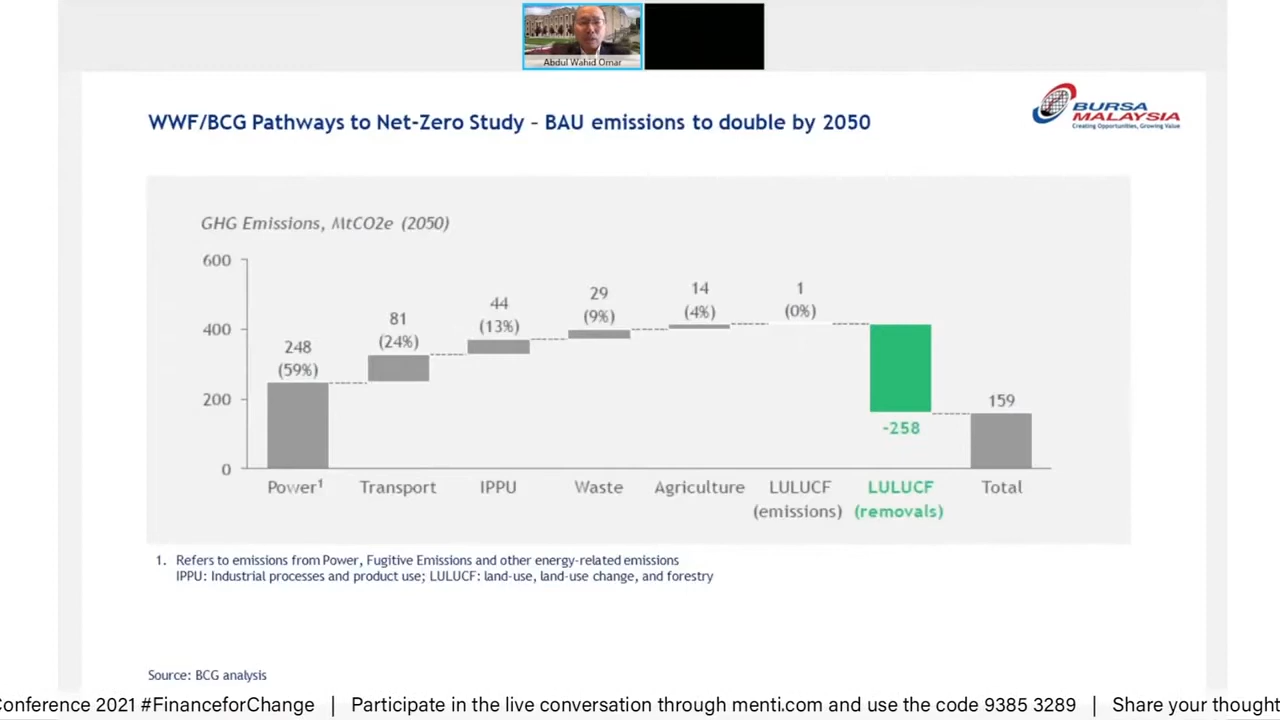 Abdul Wahid Omar
WWF/BCG Pathways to Net-Zero Study – BAU emissions to double by 2050
BURSA
MALAYSIA
Creating Opportunities, Growing Value
GHG Emissions, MtCO2e (2050)
600
400
200
0
248
(59%)
81
(24%)
44
(13%)
29
(9%)
14
(4%)
1
(0%)
-258
159
Power¹
Transport
IPPU
Waste
Agriculture
LULUCF
(emissions)
LULUCF
(removals)
Total
1. Refers to emissions from Power, Fugitive Emissions and other energy-related emissions
IPPU: Industrial processes and product use; LULUCF: land-use, land-use change, and forestry
Source: BCG analysis
Conference 2021 #FinanceforChange | Participate in the live conversation through menti.com and use the code 9385 3289 | Share your thought